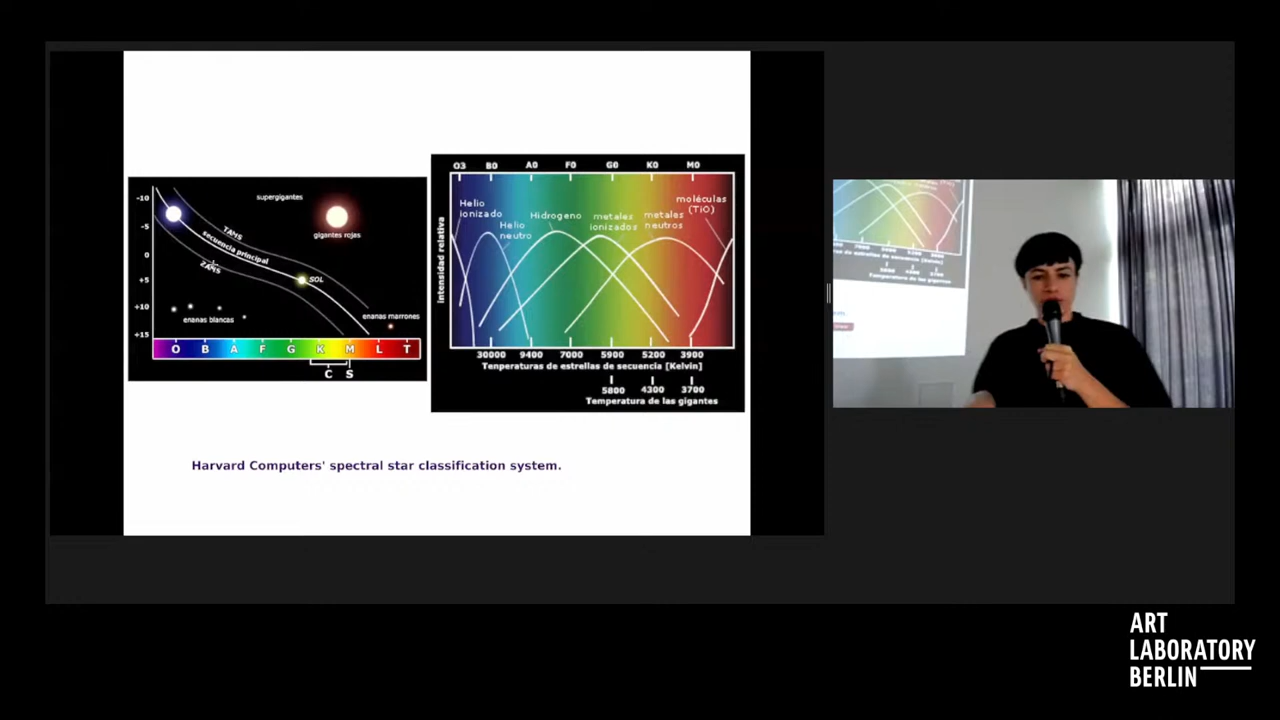 -10
-5
0
+5
+10
+15
supergigantes
gigantes rojas
TAMS
secuencia principal
ZAMS
SOL
enanas blancas
enanas marrones
O B A F G K M L T
C S
O3 B0 A0 F0 G0 K0 M0
intensidad relativa
Helio
ionizado
Helio
neutro
Hidrogeno
metales
ionizados
metales
neutros
moléculas
(TiO)
30000 9400 7000 5900 5200 3900
Tenperaturas de estrellas de secuencia [Kelvin]
5800 4300 3700
Temperatura de las gigantes
Harvard Computers' spectral star classification system.
ART
LABORATORY
BERLIN